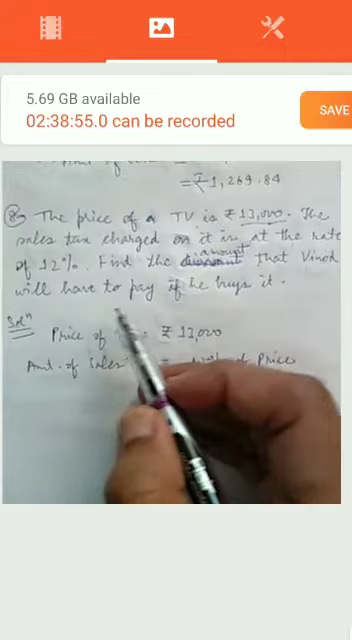 5.69 GB available
02:38:55.0 can be recorded
SAVE
=₹1,269.84
Q The price of a TV is ₹13,000. The
sales tax charged on it is at the rate
of 12%. Find the amount that Vinod
will have to pay if he buys it.
Solⁿ
Price of : ₹ 13,000
Amt. of Sales = 12% of Price